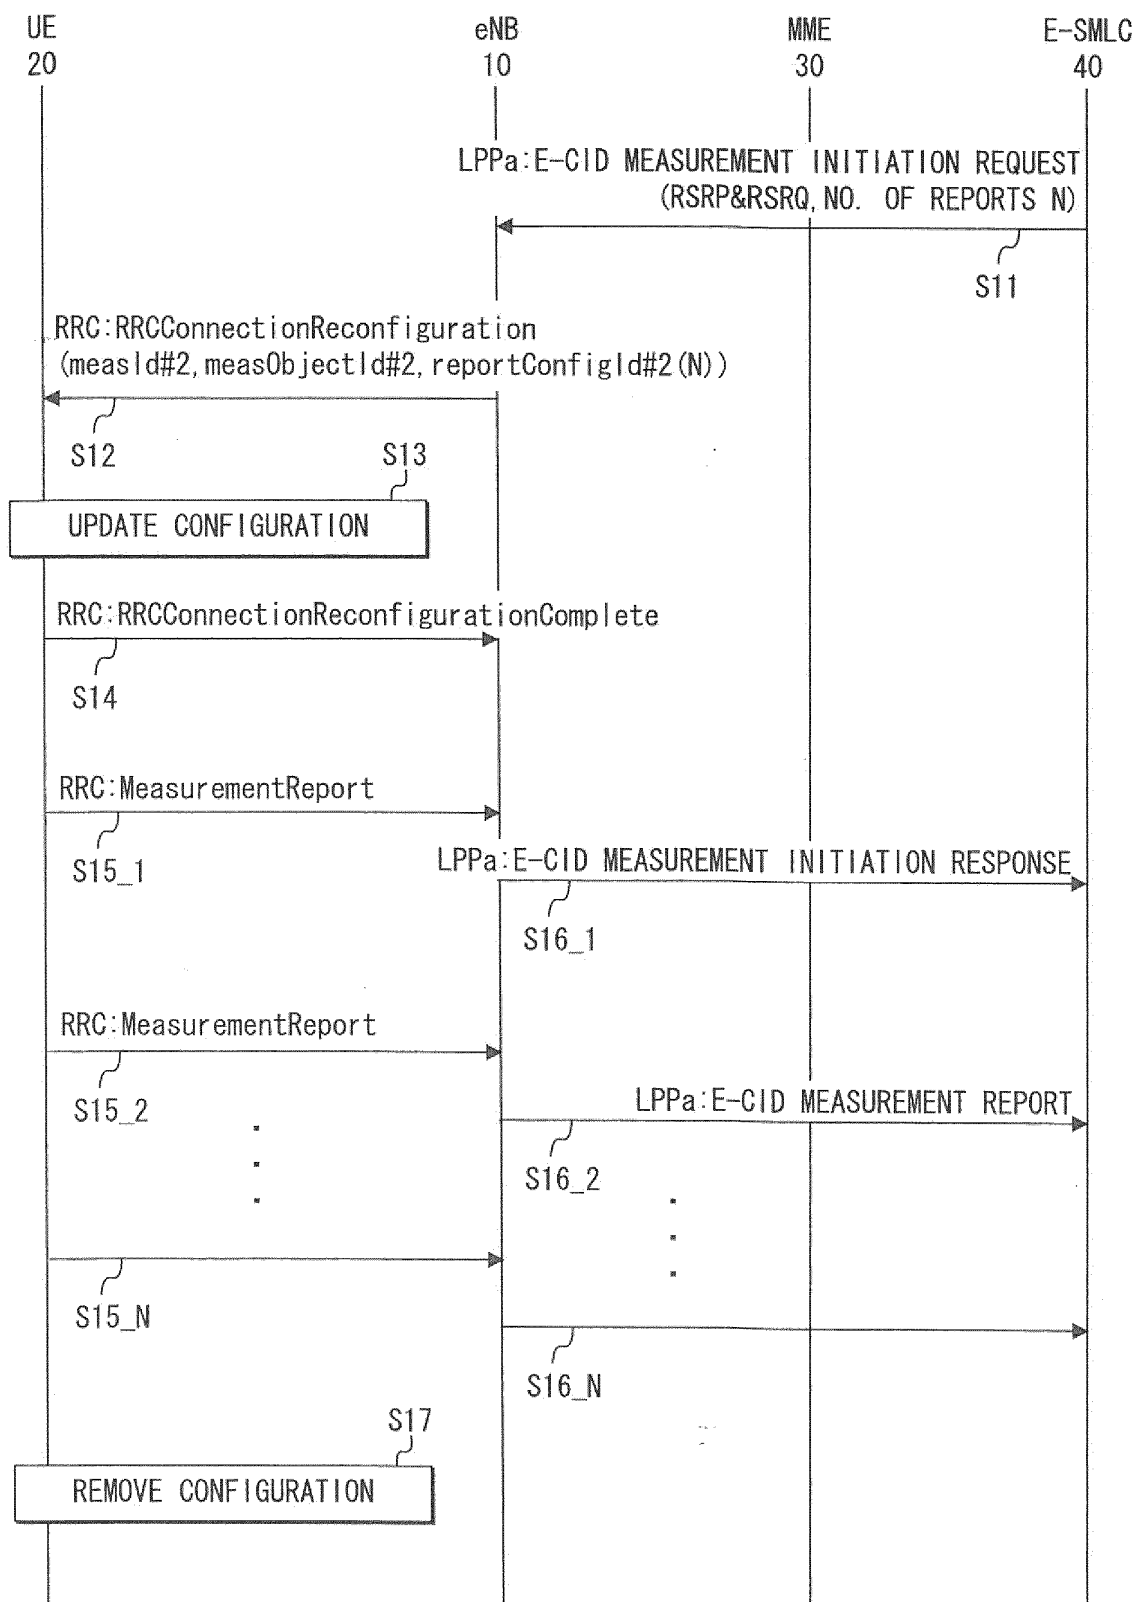 UE
20
eNB
10
MME
30
E-SMLC
40
LPPa:E-CID MEASUREMENT INITIATION REQUEST
(RSRP&RSRQ,NO. OF REPORTS N)
S11
RRC:RRCConnectionReconfiguration
(measId#2,measObjectId#2,reportConfigId#2(N))
S12
S13
UPDATE CONFIGURATION
RRC:RRCConnectionReconfigurationComplete
S14
RRC:MeasurementReport
S15_1
LPPa:E-CID MEASUREMENT INITIATION RESPONSE
S16_1
RRC:MeasurementReport
S15_2
LPPa:E-CID MEASUREMENT REPORT
S16_2
S15_N
S16_N
S17
REMOVE CONFIGURATION